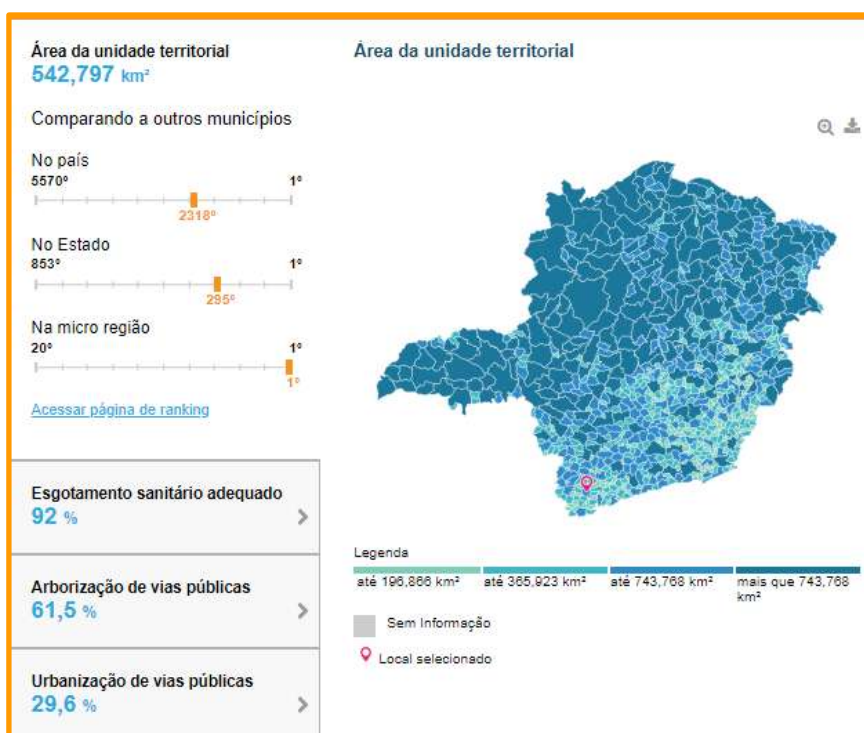 Área da unidade territorial
542,797 km²
Comparando a outros municípios
No país
5570º 1º
2318º
No Estado
853º 1º
295º
Na micro região
20º 1º
1º
Acessar página de ranking
Esgotamento sanitário adequado
92 %
Arborização de vias públicas
61,5 %
Urbanização de vias públicas
29,6 %
Área da unidade territorial
Legenda
até 196,866 km² até 365,923 km² até 743,768 km² mais que 743,768
km²
Sem Informação
Local selecionado